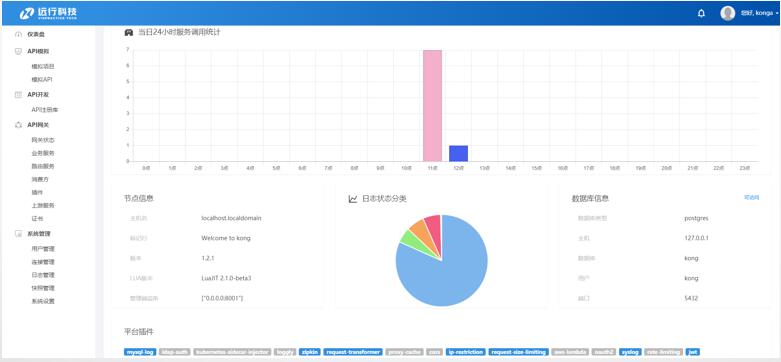 远行科技
您好, konga
仪表盘
API模拟
模拟项目
模拟API
API开发
API注册库
API网关
网关状态
业务服务
路由服务
消费方
插件
上游服务
证书
系统管理
用户管理
连接管理
日志管理
快照管理
系统设置
当日24小时服务调用统计
7
6
5
4
3
2
1
0
0点 1点 2点 3点 4点 5点 6点 7点 8点 9点 10点 11点 12点 13点 14点 15点 16点 17点 18点 19点 20点 21点 22点 23点
节点信息
主机名 localhost.localdomain
标记行 Welcome to kong
版本 1.2.1
LUA版本 LuaJIT 2.1.0-beta3
管理端监听 ["0.0.0.0:8001"]
日志状态分类
数据库信息 可访问
数据库类型 postgres
主机 127.0.0.1
数据库 kong
用户 kong
端口 5432
平台插件
mysql-log ldap-auth kubernetes-sidecar-injector loggly zipkin request-transformer proxy-cache cors ip-restriction request-size-limiting aws-lambda oauth2 syslog rate-limiting jwt